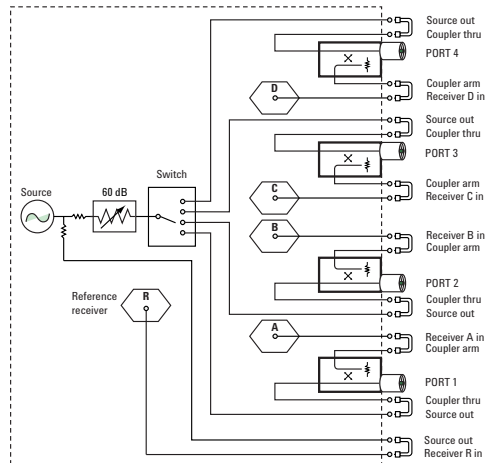 Source out
Coupler thru
PORT 4
Coupler arm
D
Receiver D in
Source out
Coupler thru
PORT 3
Switch
60 dB
Source
Coupler arm
C
Receiver C in
B
Receiver B in
Coupler arm
PORT 2
Reference
receiver
R
Coupler thru
Source out
A
Receiver A in
Coupler arm
PORT 1
Coupler thru
Source out
Source out
Receiver R in